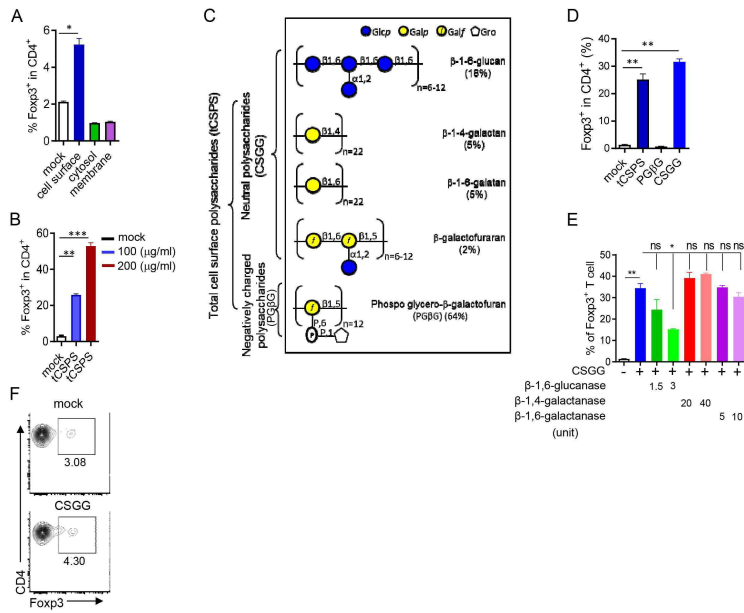 A
% Foxp3⁺ in CD4⁺
8
6
4
2
0
*
mock
cell surface
cytosol
membrane
B
% Foxp3⁺ in CD4⁺
60
40
20
0
**
***
mock
100 (µg/ml)
200 (µg/ml)
mock
tCSPS
tCSPS
C
Total cell surface polysaccharides (tCSPS)
Neutral polysaccharides (CSGG)
Negatively charged polysaccharides (PGβG)
Glcp Galp Galf Gro
β1,6 β1,6 β1,6
α1,2
n=6-12
β-1-6-glucan
(18%)
β1,4
n=22
β-1-4-galactan
(5%)
β1,6
n=22
β-1-6-galatan
(5%)
β1,6 β1,5
f
α1,2
n=6-12
β-galactofuraran
(2%)
f
β1,5
n=12
P,6
P P,1
Phospo glycero-β-galactofuran
(PGβG) (64%)
D
Foxp3⁺ in CD4⁺ (%)
40
30
20
10
0
**
**
mock
tCSPS
PGβG
CSGG
E
% of Foxp3⁺ T cell
50
40
30
20
10
0
**
ns * ns ns ns ns
CSGG - + + + + + + +
β-1,6-glucanase 1.5 3
β-1,4-galactanase 20 40
β-1,6-galactanase 5 10
(unit)
F
mock
3.08
CSGG
4.30
CD4
Foxp3